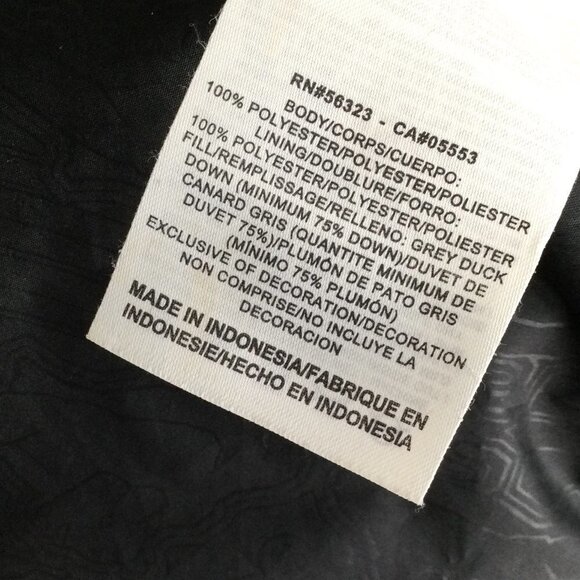 RN#56323 - CA#05553
BODY/CORPS/CUERPO:
100% POLYESTER/POLYESTER/POLIESTER
LINING/DOUBLURE/FORRO:
100% POLYESTER/POLYESTER/POLIESTER
FILL/REMPLISSAGE/RELLENO: GREY DUCK
DOWN (MINIMUM 75% DOWN)/DUVET DE
CANARD GRIS (QUANTITE MINIMUM DE
DUVET 75%)/PLUMÓN DE PATO GRIS
(MÍNIMO 75% PLUMÓN)
EXCLUSIVE OF DECORATION/DECORATION
NON COMPRISE/NO INCLUYE LA
DECORACION
MADE IN INDONESIA/FABRIQUE EN
INDONESIE/HECHO EN INDONESIA